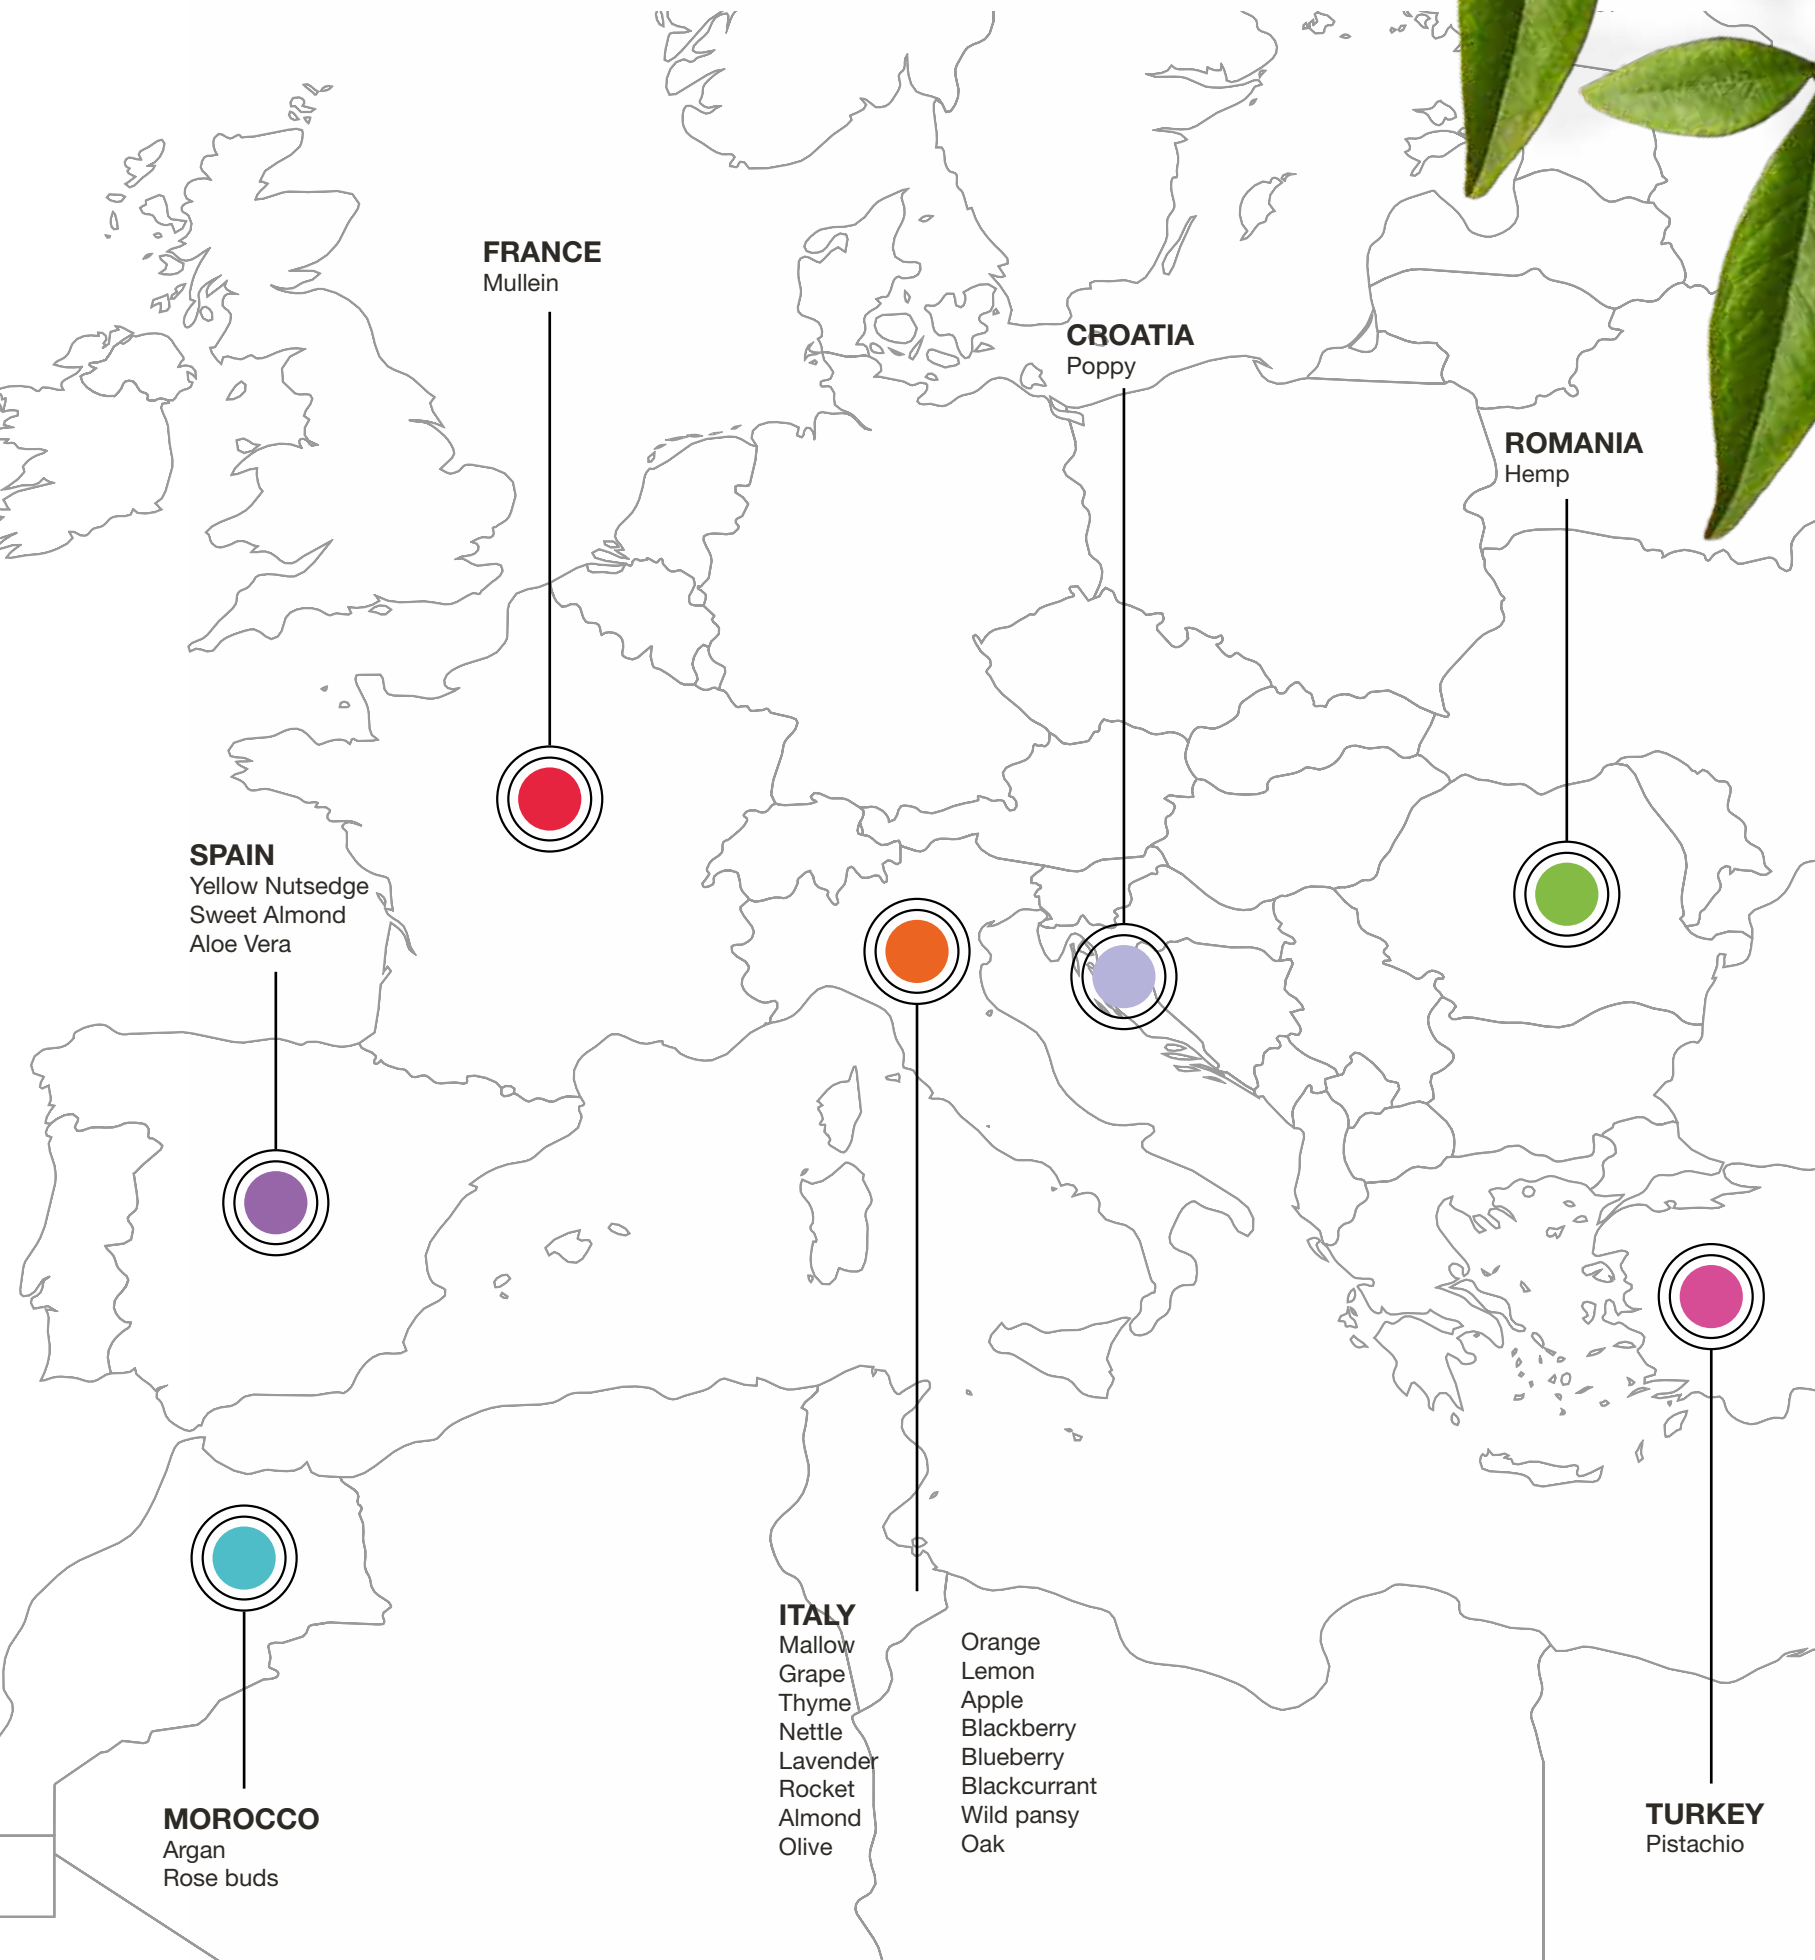 FRANCE
Mullein
CROATIA
Poppy
ROMANIA
Hemp
SPAIN
Yellow Nutsedge
Sweet Almond
Aloe Vera
ITALY
Mallow
Grape
Thyme
Nettle
Lavender
Rocket
Almond
Olive
Orange
Lemon
Apple
Blackberry
Blueberry
Blackcurrant
Wild pansy
Oak
MOROCCO
Argan
Rose buds
TURKEY
Pistachio